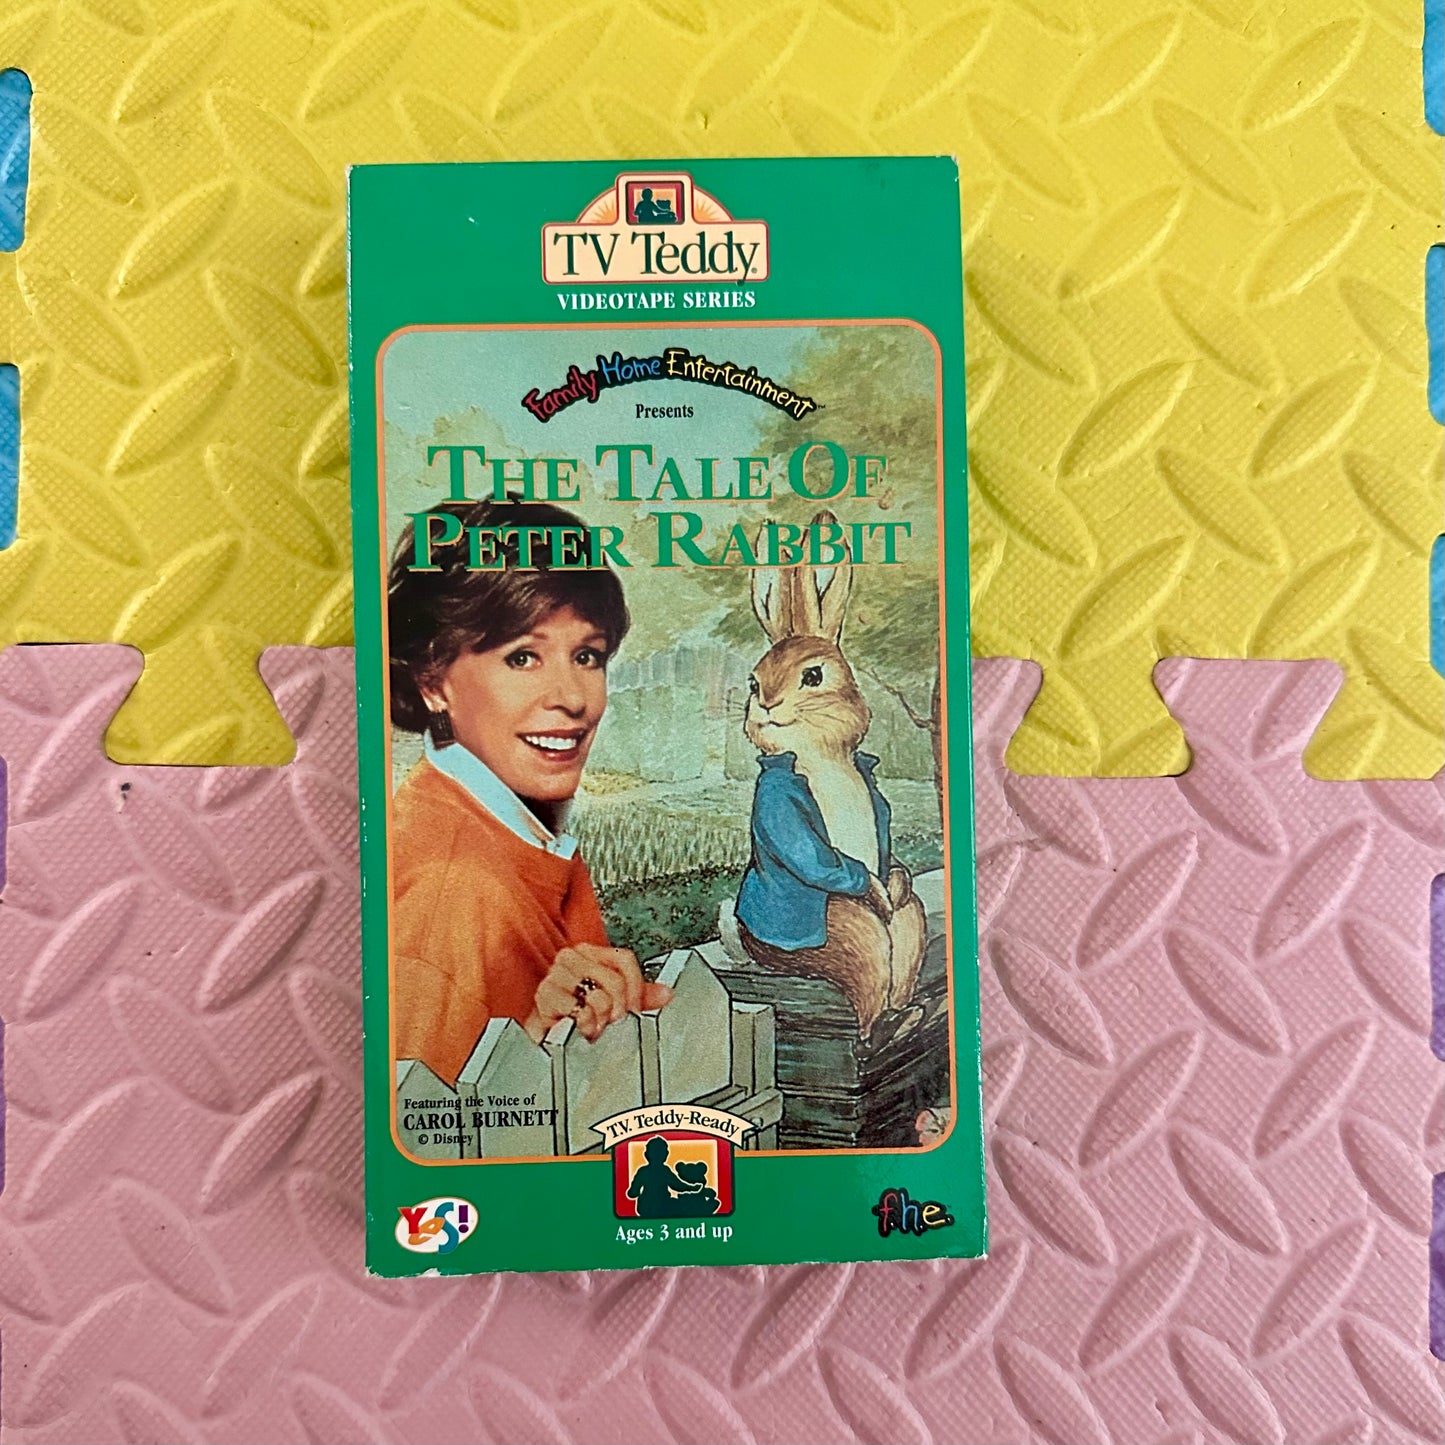 TV Teddy®
VIDEOTAPE SERIES
Family Home Entertainment™
Presents
THE TALE OF
PETER RABBIT
Featuring the Voice of
CAROL BURNETT
© Disney
T.V. Teddy-Ready
Ages 3 and up
YES!
f.h.e.